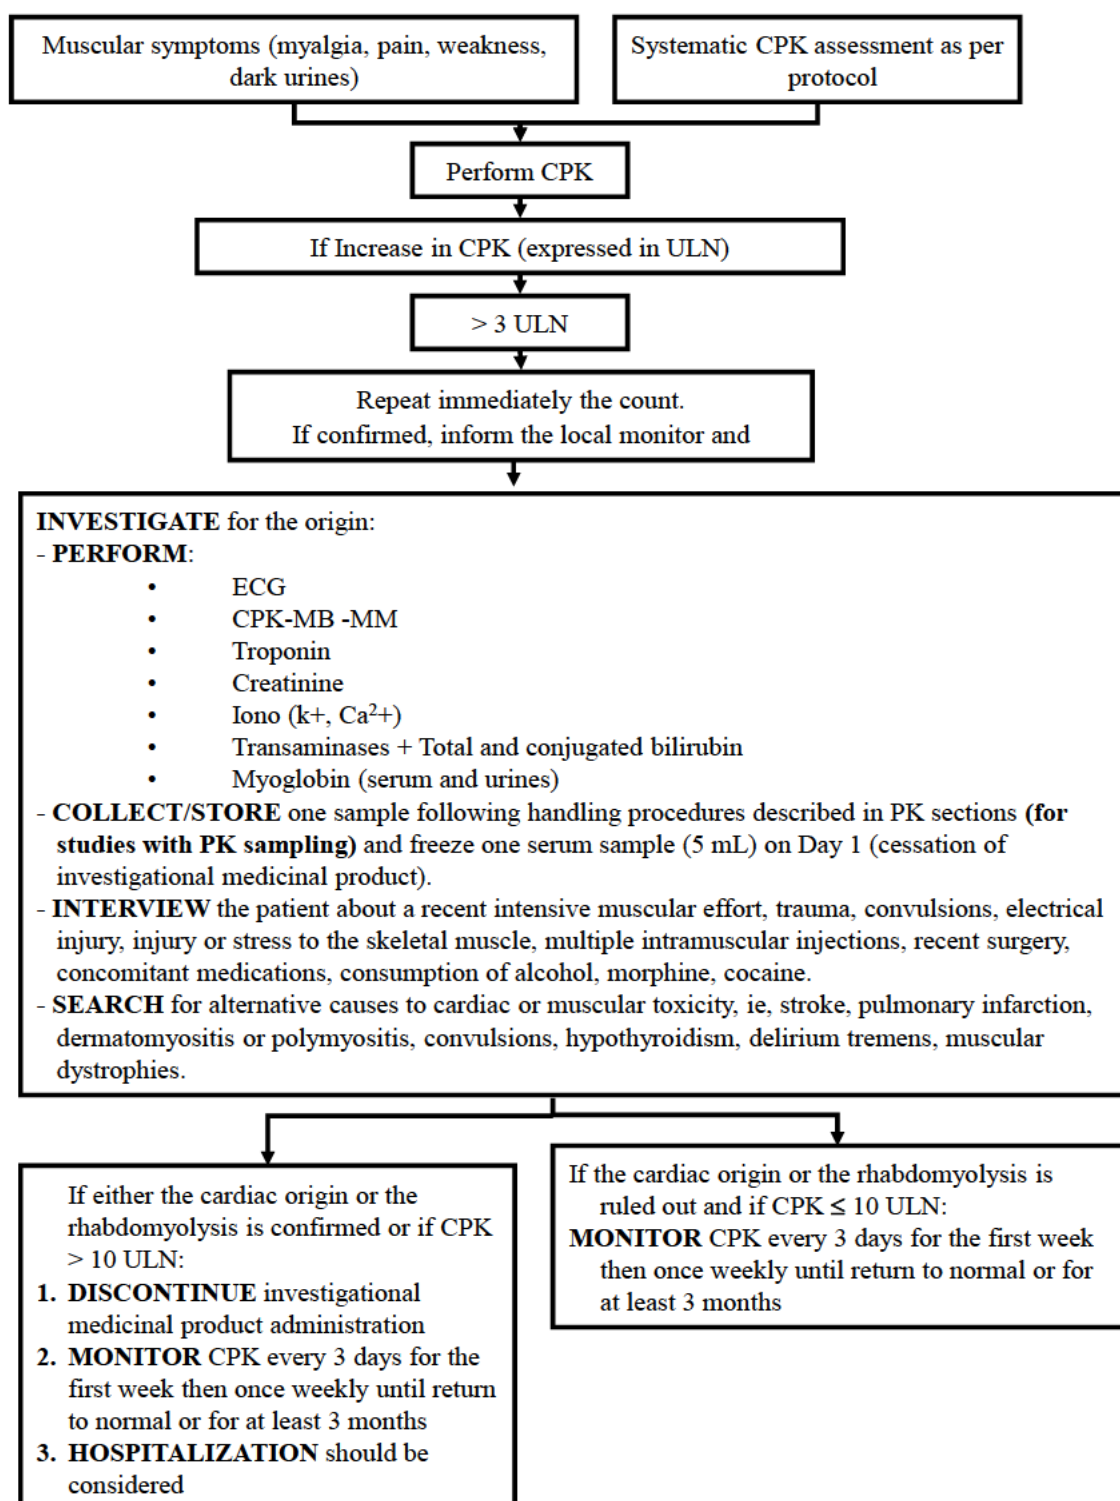 Muscular symptoms (myalgia, pain, weakness,
dark urines)
Systematic CPK assessment as per
protocol
Perform CPK
If Increase in CPK (expressed in ULN)
> 3 ULN
Repeat immediately the count.
If confirmed, inform the local monitor and
INVESTIGATE for the origin:
- PERFORM:
• ECG
• CPK-MB -MM
• Troponin
• Creatinine
• Iono (k+, Ca²+)
• Transaminases + Total and conjugated bilirubin
• Myoglobin (serum and urines)
- COLLECT/STORE one sample following handling procedures described in PK sections (for
studies with PK sampling) and freeze one serum sample (5 mL) on Day 1 (cessation of
investigational medicinal product).
- INTERVIEW the patient about a recent intensive muscular effort, trauma, convulsions, electrical
injury, injury or stress to the skeletal muscle, multiple intramuscular injections, recent surgery,
concomitant medications, consumption of alcohol, morphine, cocaine.
- SEARCH for alternative causes to cardiac or muscular toxicity, ie, stroke, pulmonary infarction,
dermatomyositis or polymyositis, convulsions, hypothyroidism, delirium tremens, muscular
dystrophies.
If either the cardiac origin or the
rhabdomyolysis is confirmed or if CPK
> 10 ULN:
1. DISCONTINUE investigational
medicinal product administration
2. MONITOR CPK every 3 days for the
first week then once weekly until return
to normal or for at least 3 months
3. HOSPITALIZATION should be
considered
If the cardiac origin or the rhabdomyolysis is
ruled out and if CPK ≤ 10 ULN:
MONITOR CPK every 3 days for the first week
then once weekly until return to normal or for
at least 3 months